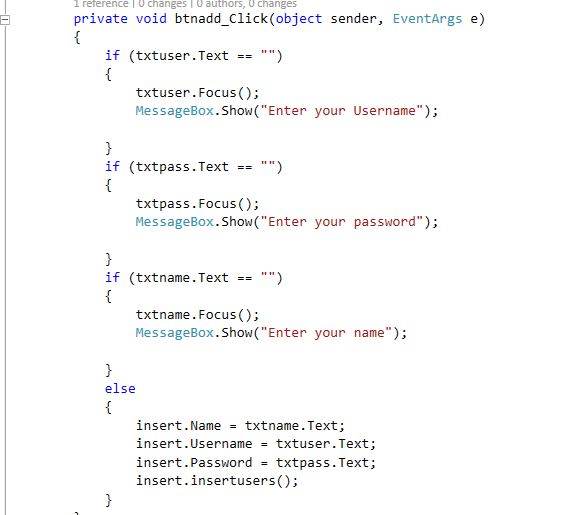 1 reference | 0 changes | 0 authors, 0 changes
private void btnadd_Click(object sender, EventArgs e)
{
if (txtuser.Text == "")
{
txtuser.Focus();
MessageBox.Show("Enter your Username");
}
if (txtpass.Text == "")
{
txtpass.Focus();
MessageBox.Show("Enter your password");
}
if (txtname.Text == "")
{
txtname.Focus();
MessageBox.Show("Enter your name");
}
else
{
insert.Name = txtname.Text;
insert.Username = txtuser.Text;
insert.Password = txtpass.Text;
insert.insertusers();
}
}